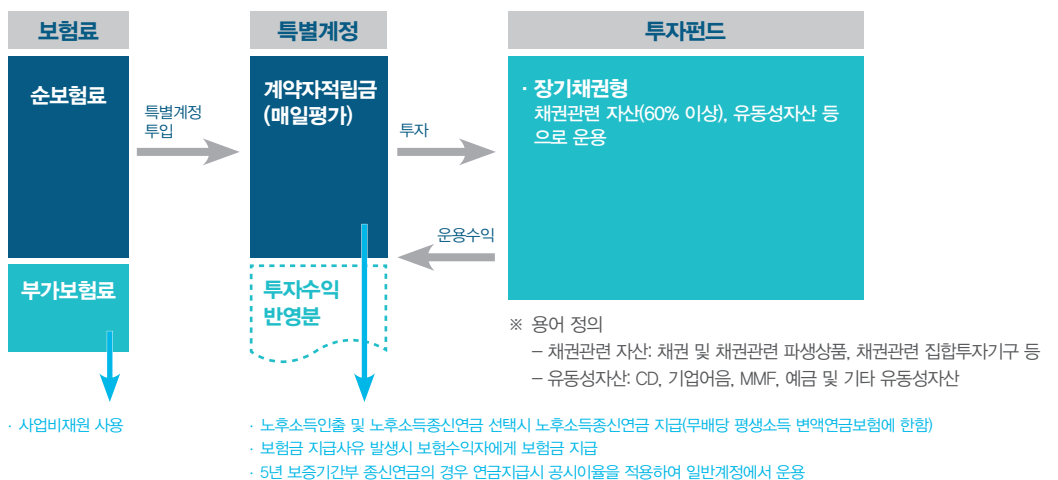 보험료
특별계정
투자펀드
순보험료
특별계정
투입
계약자적립금
(매일평가)
투자
· 장기채권형
채권관련 자산(60% 이상), 유동성자산 등
으로 운용
운용수익
부가보험료
투자수익
반영분
※ 용어 정의
– 채권관련 자산: 채권 및 채권관련 파생상품, 채권관련 집합투자기구 등
– 유동성자산: CD, 기업어음, MMF, 예금 및 기타 유동성자산
· 사업비재원 사용
· 노후소득인출 및 노후소득종신연금 선택시 노후소득종신연금 지급(무배당 평생소득 변액연금보험에 한함)
· 보험금 지급사유 발생시 보험수익자에게 보험금 지급
· 5년 보증기간부 종신연금의 경우 연금지급시 공시이율을 적용하여 일반계정에서 운용